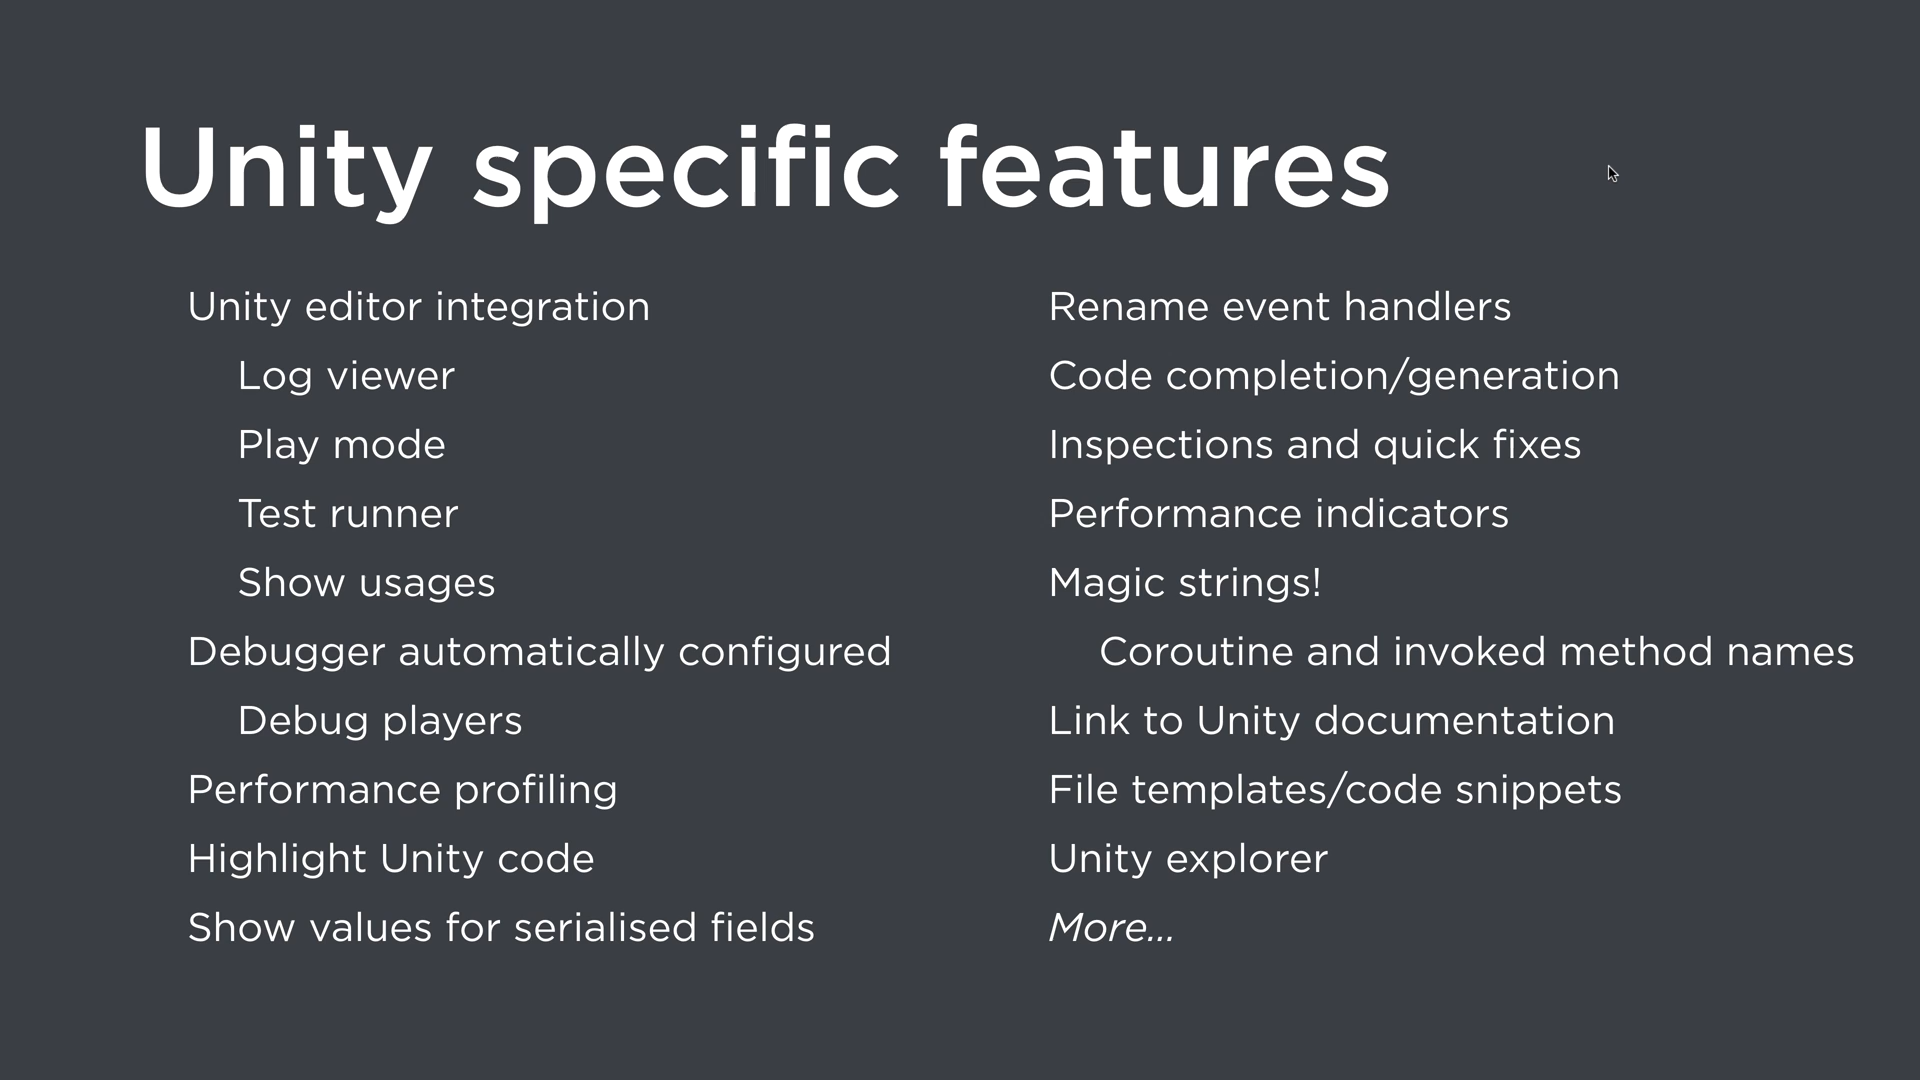 Unity specific features
Unity editor integration
Log viewer
Play mode
Test runner
Show usages
Debugger automatically configured
Debug players
Performance profiling
Highlight Unity code
Show values for serialised fields
Rename event handlers
Code completion/generation
Inspections and quick fixes
Performance indicators
Magic strings!
Coroutine and invoked method names
Link to Unity documentation
File templates/code snippets
Unity explorer
More...